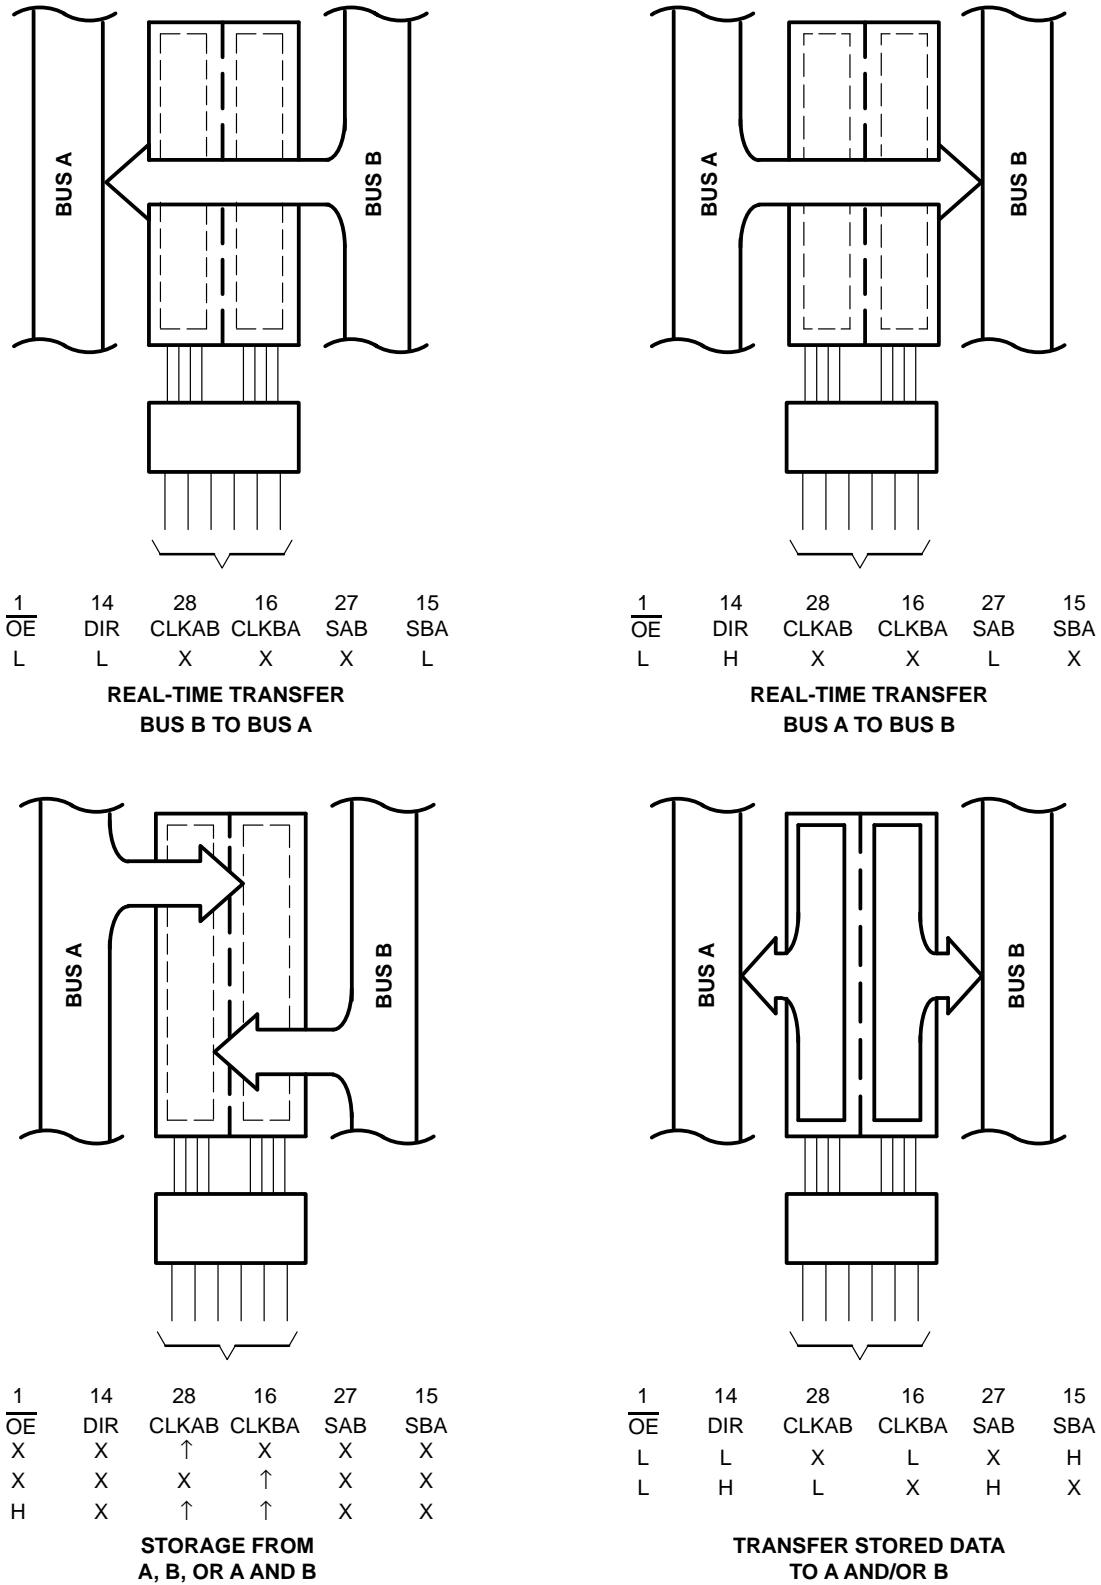 BUS A
BUS B
1 14 28 16 27 15
OE DIR CLKAB CLKBA SAB SBA
L L X X X L
REAL-TIME TRANSFER
BUS B TO BUS A
BUS A
BUS B
1 14 28 16 27 15
OE DIR CLKAB CLKBA SAB SBA
L H X X L X
REAL-TIME TRANSFER
BUS A TO BUS B
BUS A
BUS B
1 14 28 16 27 15
OE DIR CLKAB CLKBA SAB SBA
X X ↑ X X X
X X X ↑ X X
H X ↑ ↑ X X
STORAGE FROM
A, B, OR A AND B
BUS A
BUS B
1 14 28 16 27 15
OE DIR CLKAB CLKBA SAB SBA
L L X L X H
L H L X H X
TRANSFER STORED DATA
TO A AND/OR B